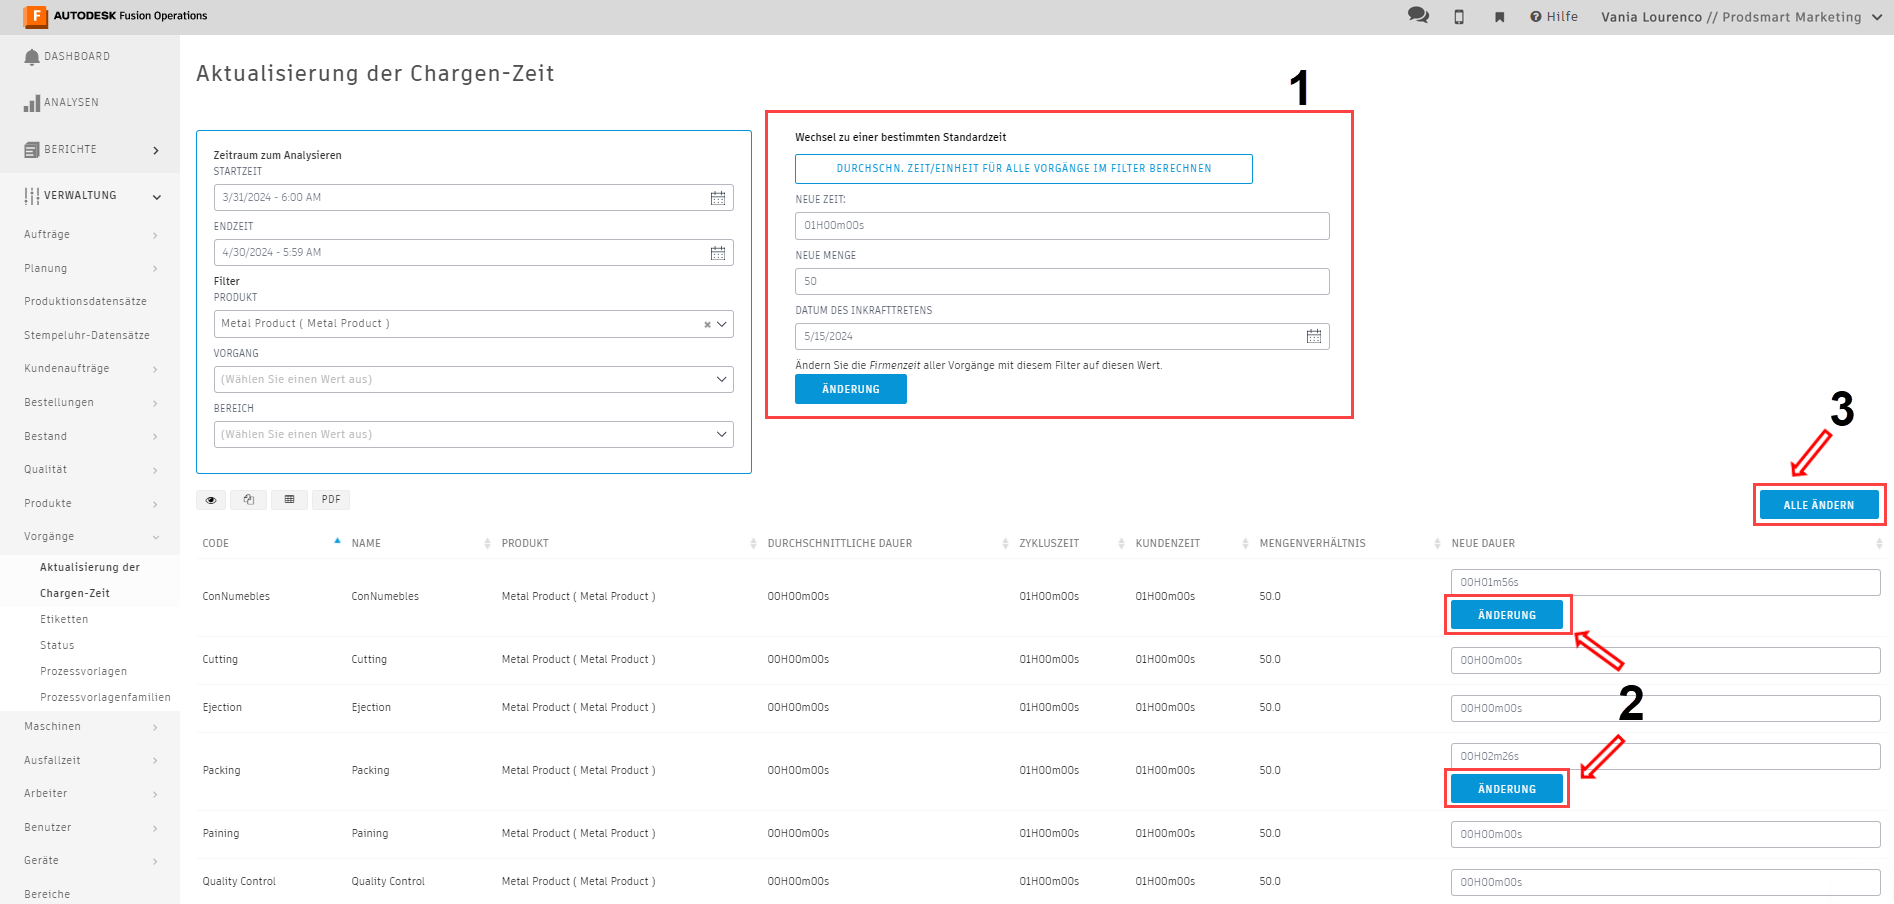 AUTODESK Fusion Operations
Hilfe
Vania Lourenco // Prodsmart Marketing
DASHBOARD
ANALYSEN
BERICHTE
VERWALTUNG
Aufträge
Planung
Produktionsdatensätze
Stempeluhr-Datensätze
Kundenaufträge
Bestellungen
Bestand
Qualität
Produkte
Vorgänge
Aktualisierung der
Chargen-Zeit
Etiketten
Status
Prozessvorlagen
Prozessvorlagenfamilien
Maschinen
Ausfallzeit
Arbeiter
Benutzer
Geräte
Bereiche
Aktualisierung der Chargen-Zeit
Zeitraum zum Analysieren
STARTZEIT
3/31/2024 - 6:00 AM
ENDZEIT
4/30/2024 - 5:59 AM
Filter
PRODUKT
Metal Product ( Metal Product )
VORGANG
(Wählen Sie einen Wert aus)
BEREICH
(Wählen Sie einen Wert aus)
1
Wechsel zu einer bestimmten Standardzeit
DURCHSCHN. ZEIT/EINHEIT FÜR ALLE VORGÄNGE IM FILTER BERECHNEN
NEUE ZEIT:
01H00m00s
NEUE MENGE
50
DATUM DES INKRAFTTRETENS
5/15/2024
Ändern Sie die Firmenzeit aller Vorgänge mit diesem Filter auf diesen Wert.
ÄNDERUNG
3
PDF
ALLE ÄNDERN
CODE NAME PRODUKT DURCHSCHNITTLICHE DAUER ZYKLUSZEIT KUNDENZEIT MENGENVERHÄLTNIS NEUE DAUER
ConNumebles ConNumebles Metal Product ( Metal Product ) 00H00m00s 01H00m00s 01H00m00s 50.0 00H01m56s
ÄNDERUNG
Cutting Cutting Metal Product ( Metal Product ) 00H00m00s 01H00m00s 01H00m00s 50.0 00H00m00s
2
Ejection Ejection Metal Product ( Metal Product ) 00H00m00s 01H00m00s 01H00m00s 50.0 00H00m00s
Packing Packing Metal Product ( Metal Product ) 00H00m00s 01H00m00s 01H00m00s 50.0 00H02m26s
ÄNDERUNG
Paining Paining Metal Product ( Metal Product ) 00H00m00s 01H00m00s 01H00m00s 50.0 00H00m00s
Quality Control Quality Control Metal Product ( Metal Product ) 00H00m00s 01H00m00s 01H00m00s 50.0 00H00m00s